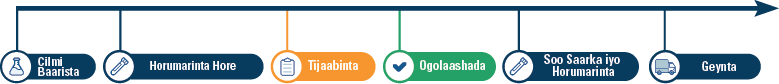 Cilmi
Baarista
Horumarinta Hore
Tijaabinta
Ogolaashada
Soo Saarka iyo
Horumarinta
Geynta